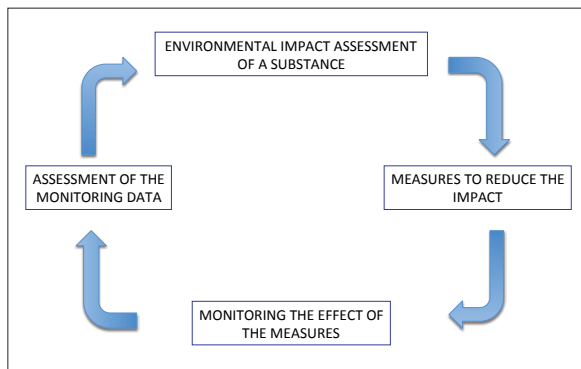 ENVIRONMENTAL IMPACT ASSESSMENT
OF A SUBSTANCE
ASSESSMENT OF THE
MONITORING DATA
MEASURES TO REDUCE THE
IMPACT
MONITORING THE EFFECT OF
THE MEASURES